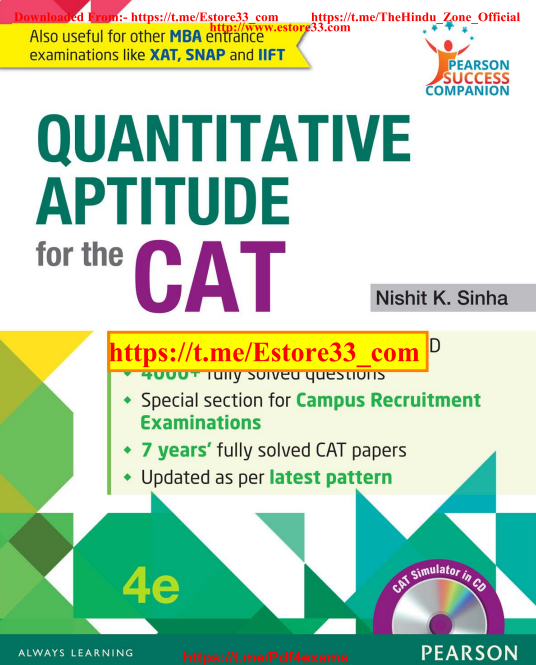 Downloaded From:- https://t.me/Estore33_com https://t.me/TheHindu_Zone_Official
http://www.estore33.com
Also useful for other MBA entrance
examinations like XAT, SNAP and IIFT
PEARSON
SUCCESS
COMPANION
QUANTITATIVE
APTITUDE
for the CAT
Nishit K. Sinha
https://t.me/Estore33_com D
4000+ fully solved questions
Special section for Campus Recruitment
Examinations
7 years' fully solved CAT papers
Updated as per latest pattern
4e
CAT Simulator in CD
ALWAYS LEARNING
https://t.me/Pdf4exams
PEARSON